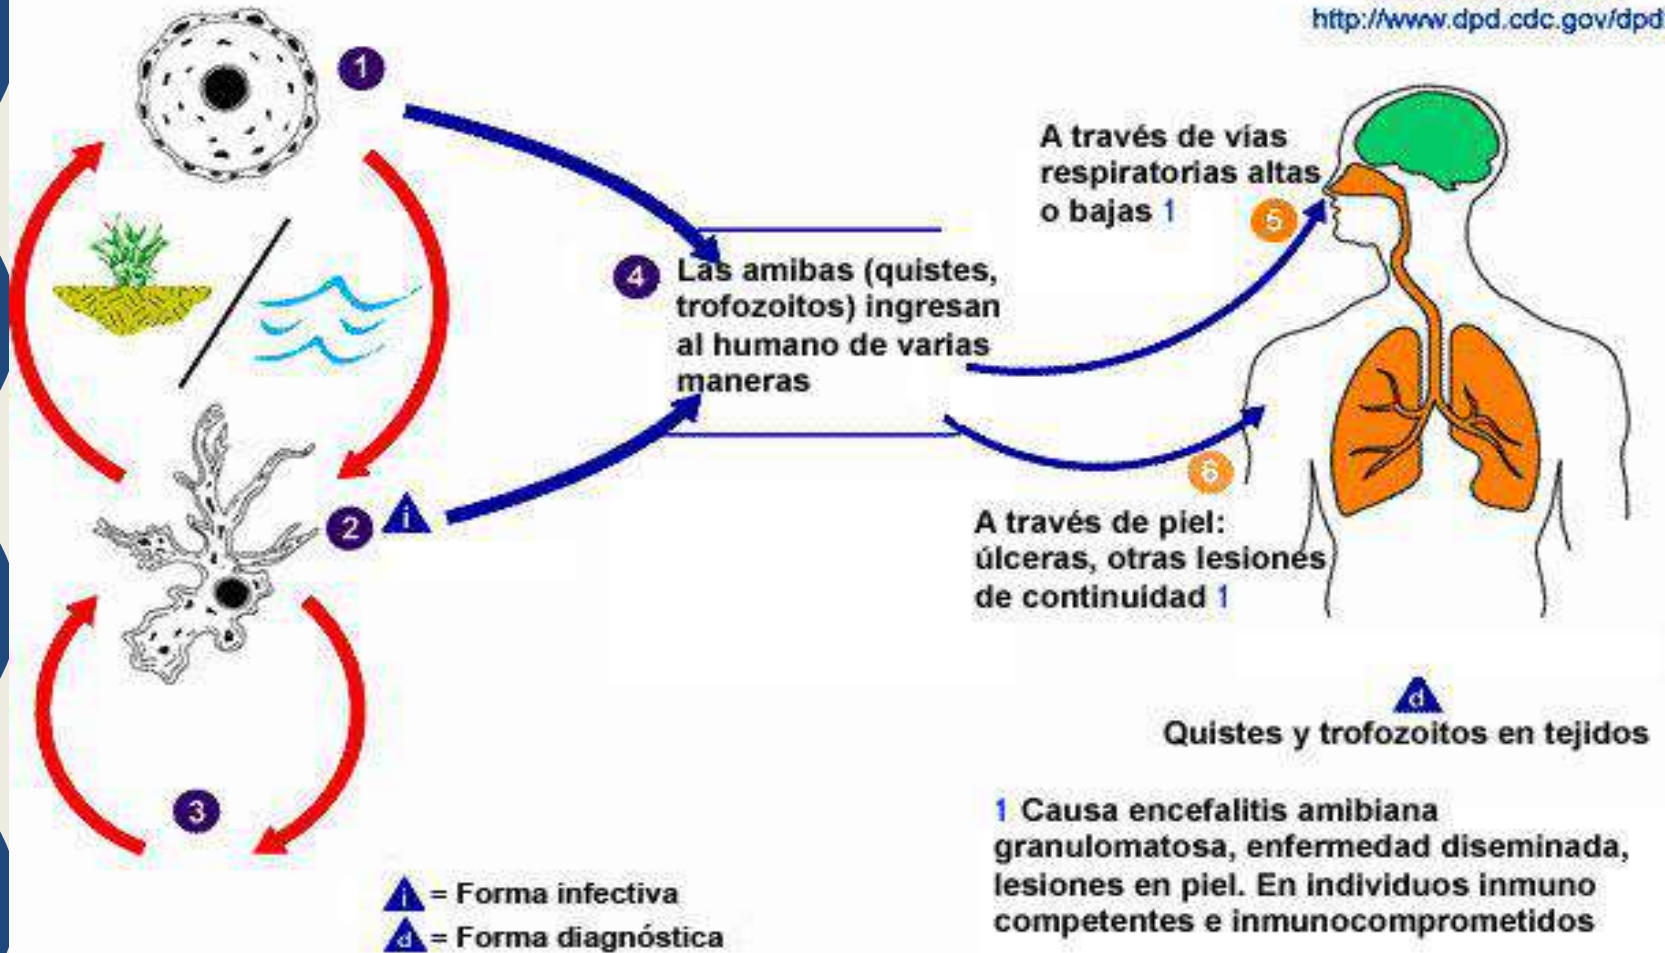 http://www.dpd.cdc.gov/dpd
1
A través de vías
respiratorias altas
o bajas 1
5
4
Las amibas (quistes,
trofozoitos) ingresan
al humano de varias
maneras
2
i
6
A través de piel:
úlceras, otras lesiones
de continuidad 1
3
d
Quistes y trofozoitos en tejidos
1 Causa encefalitis amibiana
granulomatosa, enfermedad diseminada,
lesiones en piel. En individuos inmuno
competentes e inmunocomprometidos
i = Forma infectiva
d = Forma diagnóstica